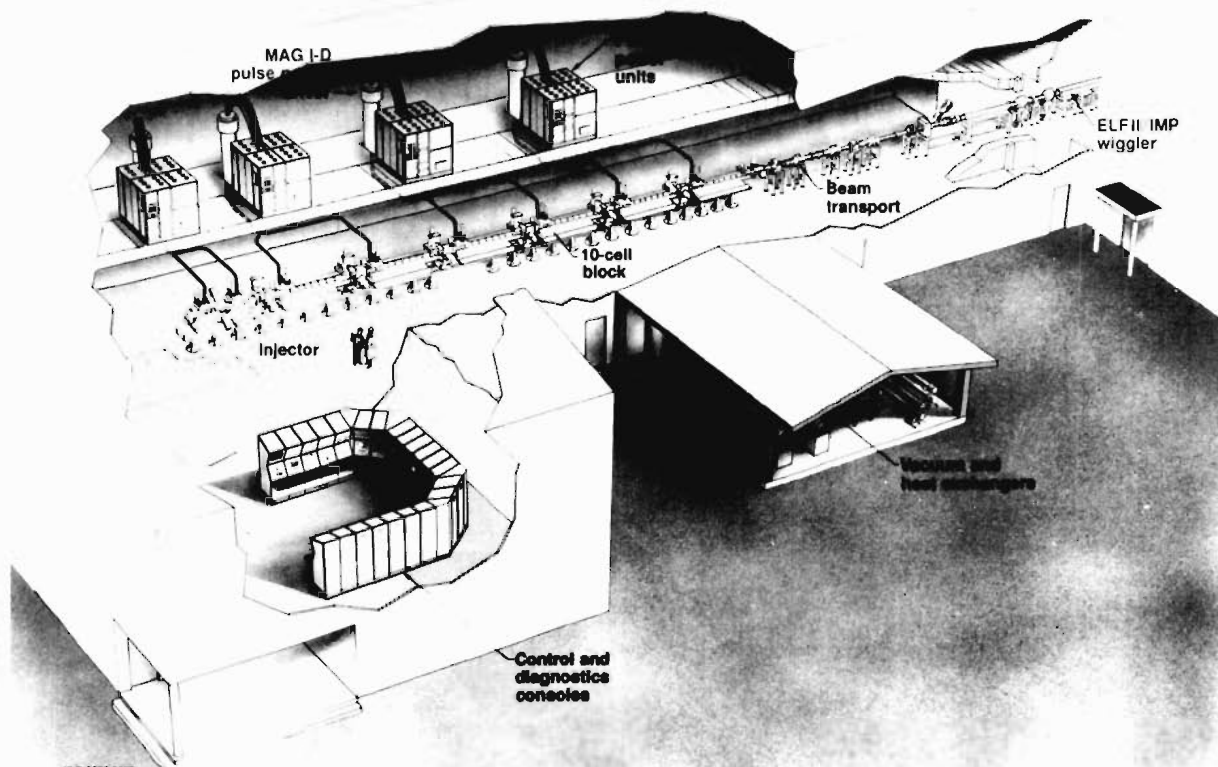 MAG I-D
pulse
units
ELF II IMP
wiggler
Beam
transport
10-cell
block
Injector
Vacuum and
heat exchangers
Control and
diagnostics
consoles